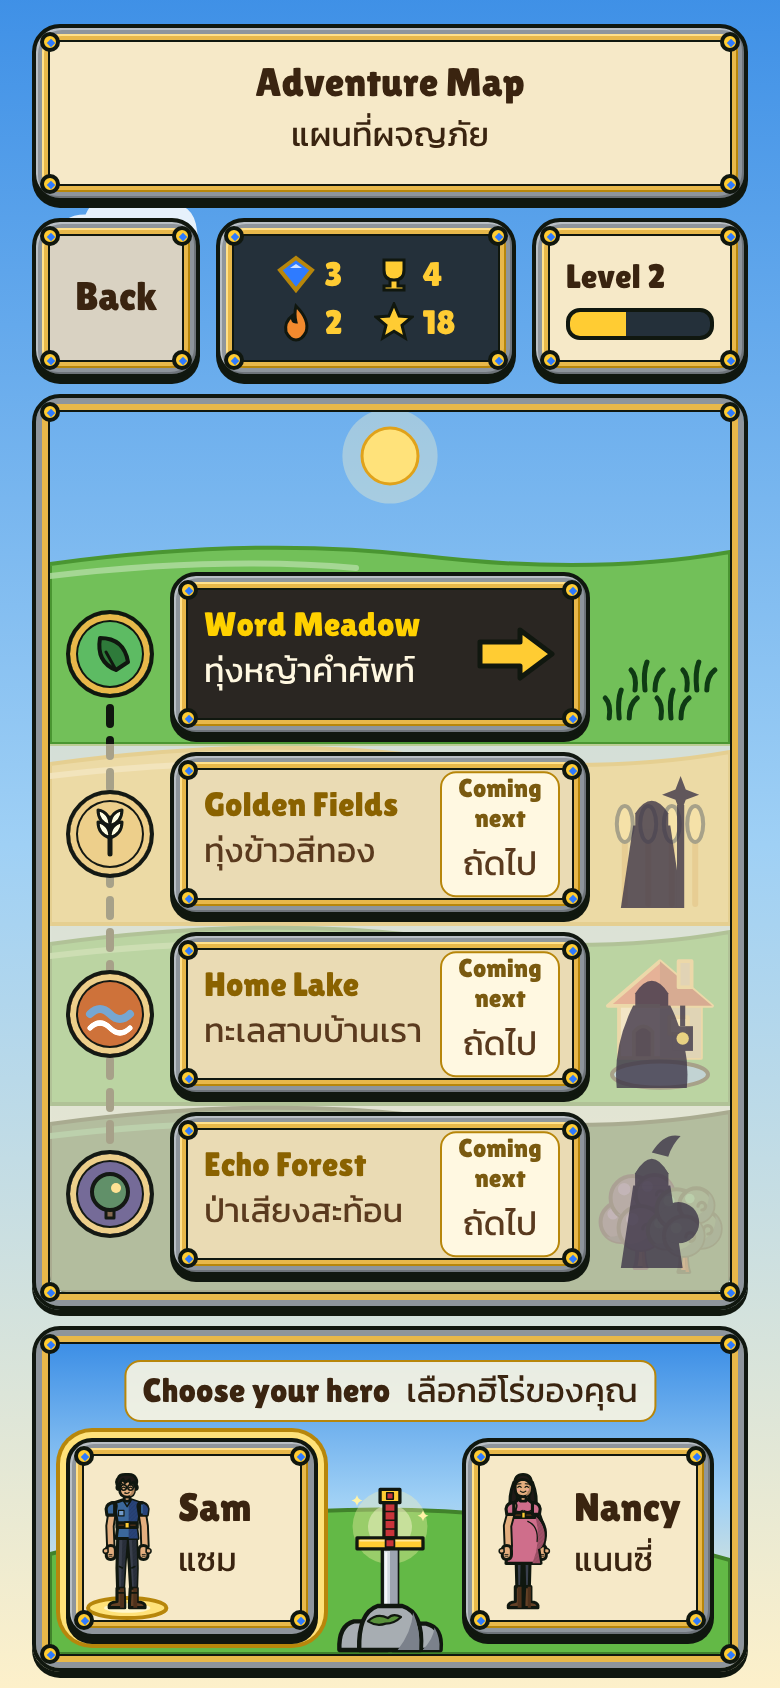 Adventure Map
แผนที่ผจญภัย
Back
3
4
2
18
Level 2
Word Meadow
ทุ่งหญ้าคำศัพท์
Golden Fields
ทุ่งข้าวสีทอง
Coming
next
ถัดไป
Home Lake
ทะเลสาบบ้านเรา
Coming
next
ถัดไป
Echo Forest
ป่าเสียงสะท้อน
Coming
next
ถัดไป
Choose your hero เลือกฮีโร่ของคุณ
Sam
แซม
Nancy
แนนซี่